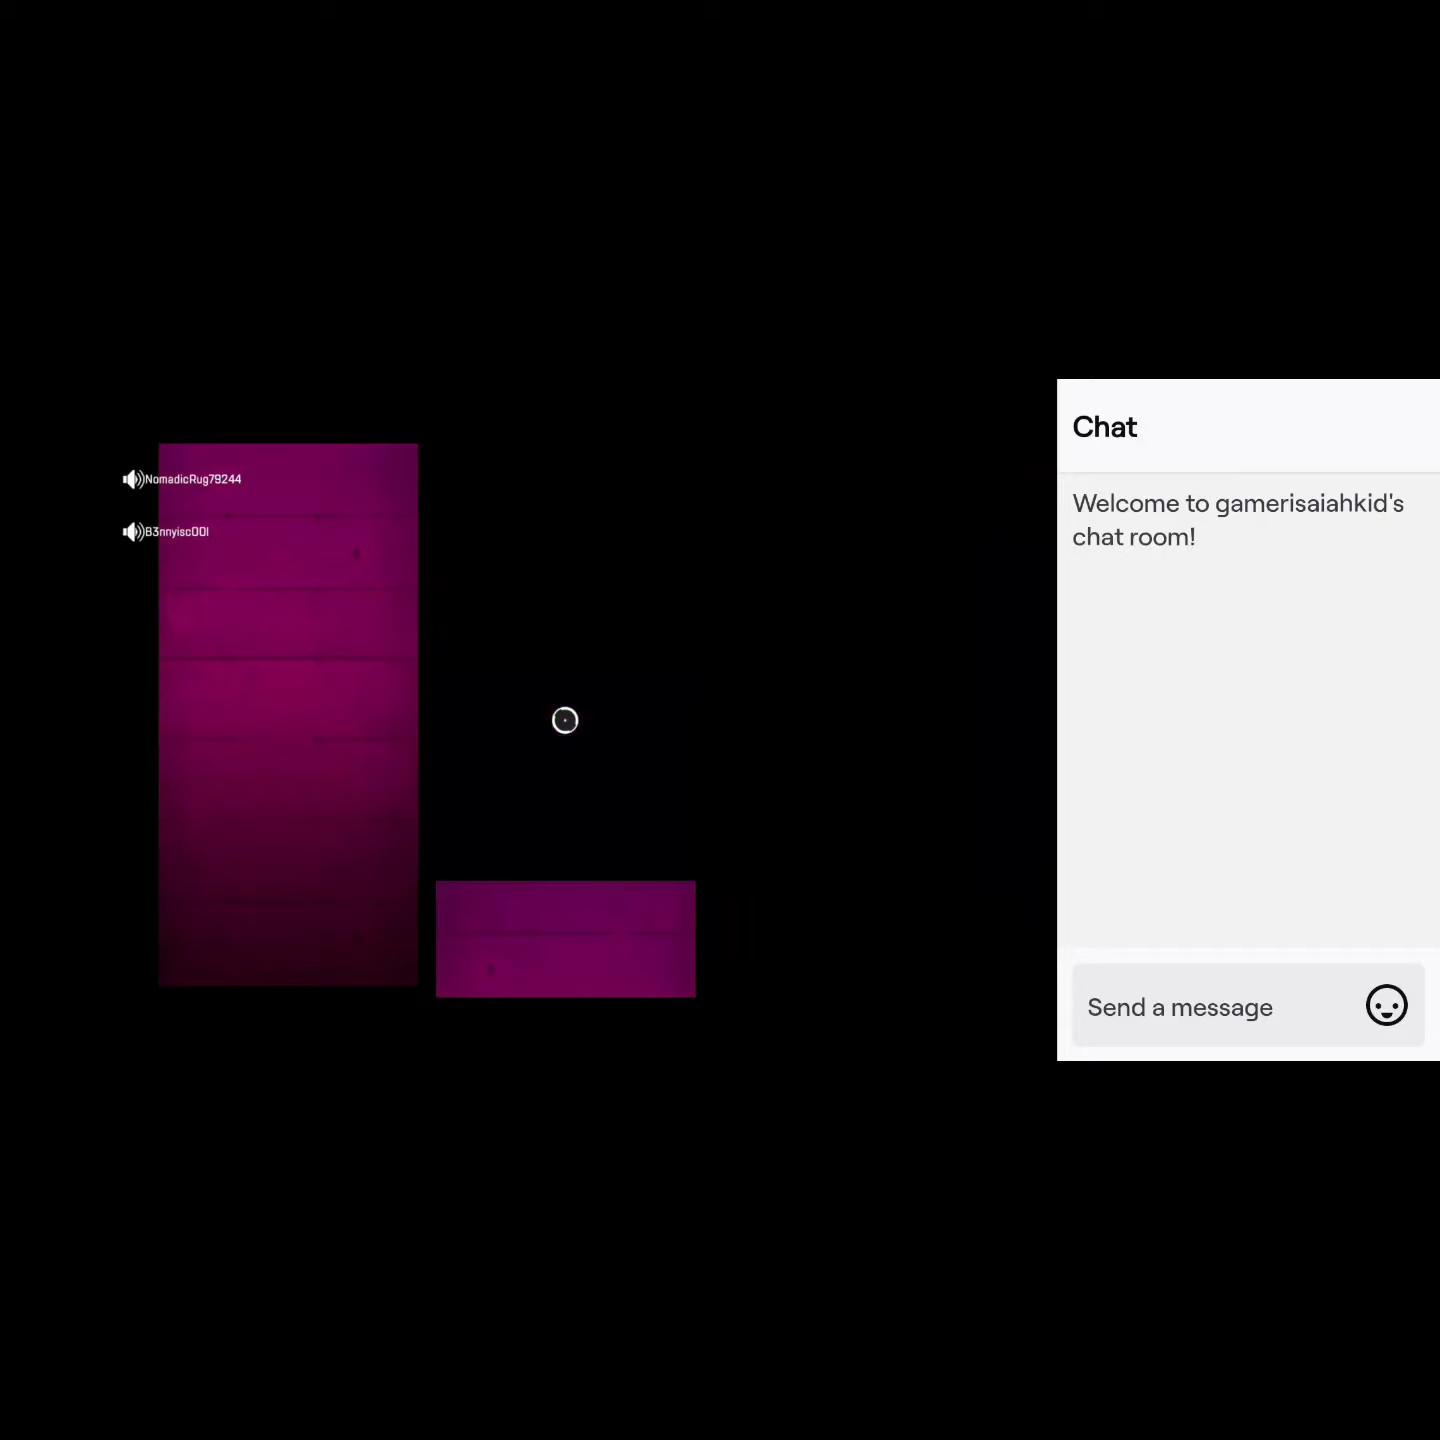 NomadicRug79244
B3nnyisc00l
Chat
Welcome to gamerisaiahkid's
chat room!
Send a message